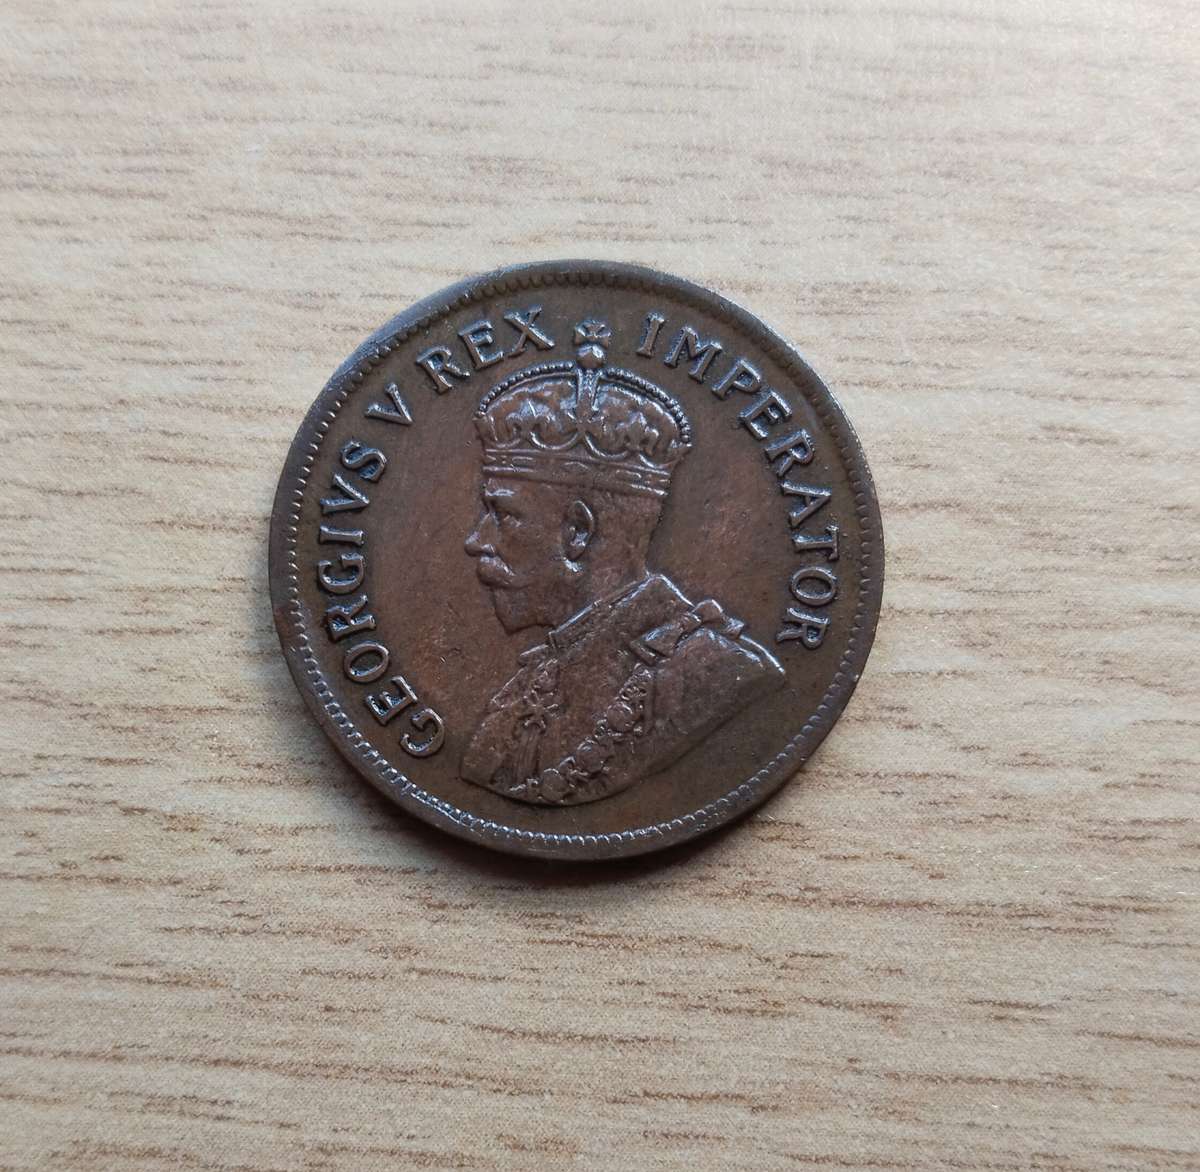 GEORGIVS V REX IMPERATOR